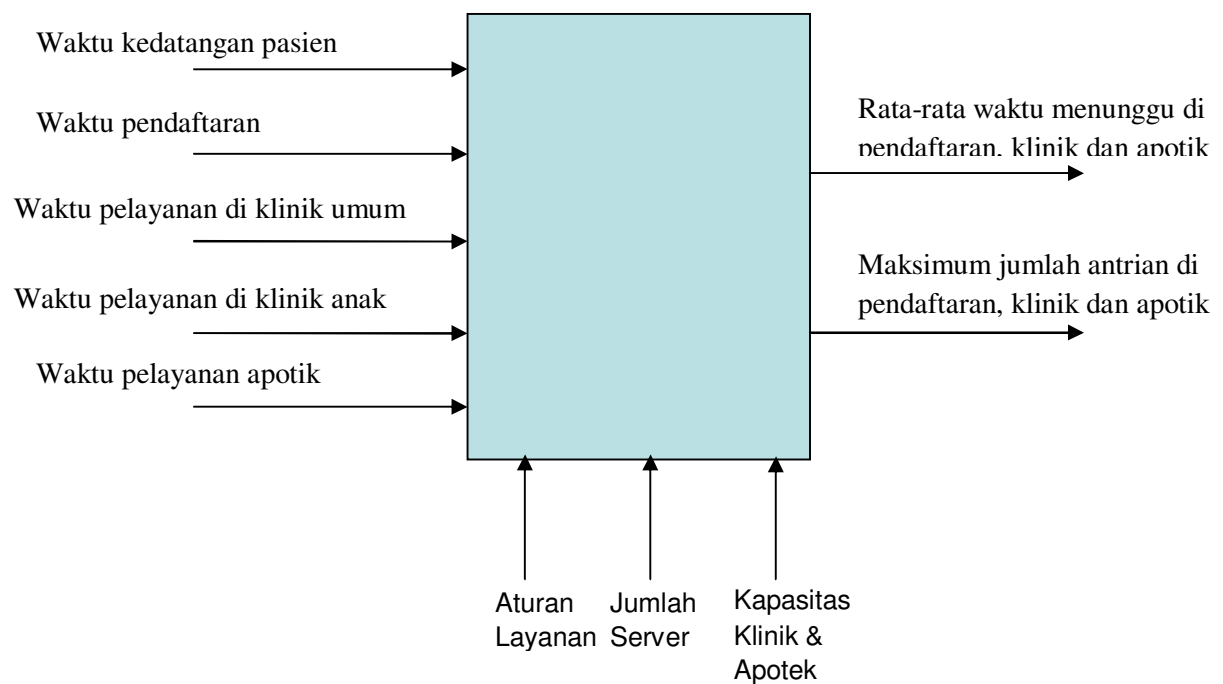 Waktu kedatangan pasien
Waktu pendaftaran
Waktu pelayanan di klinik umum
Waktu pelayanan di klinik anak
Waktu pelayanan apotik
Rata-rata waktu menunggu di
pendaftaran, klinik dan apotik
Maksimum jumlah antrian di
pendaftaran, klinik dan apotik
Aturan
Layanan
Jumlah
Server
Kapasitas
Klinik &
Apotek